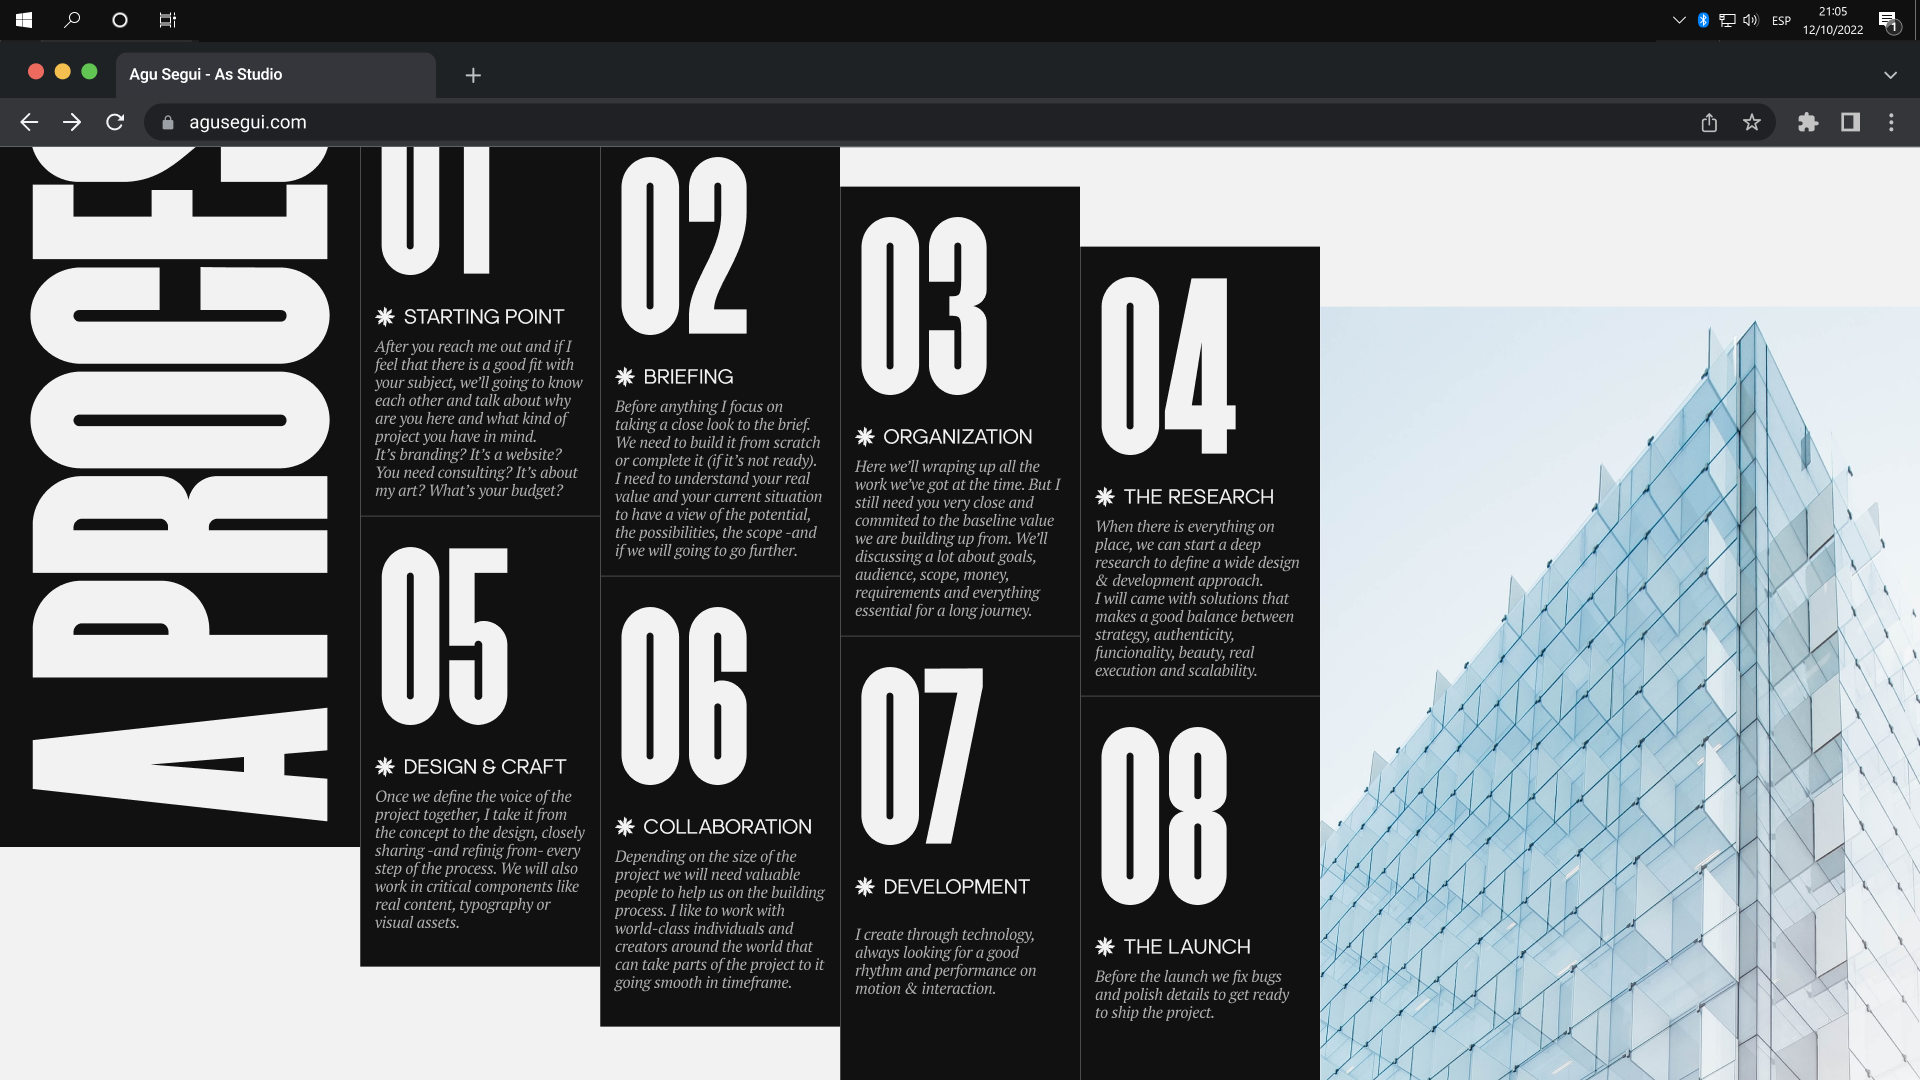 ESP
21:05
12/10/2022
1
Agu Segui - As Studio
agusegui.com
A PROCES
01
STARTING POINT
After you reach me out and if I
feel that there is a good fit with
your subject, we'll going to know
each other and talk about why
are you here and what kind of
project you have in mind.
It's branding? It's a website?
You need consulting? It's about
my art? What's your budget?
02
BRIEFING
Before anything I focus on
taking a close look to the brief.
We need to build it from scratch
or complete it (if it's not ready).
I need to understand your real
value and your current situation
to have a view of the potential,
the possibilities, the scope -and
if we will going to go further.
03
ORGANIZATION
Here we'll wraping up all the
work we've got at the time. But I
still need you very close and
commited to the baseline value
we are building up from. We'll
discussing a lot about goals,
audience, scope, money,
requirements and everything
essential for a long journey.
04
THE RESEARCH
When there is everything on
place, we can start a deep
research to define a wide design
& development approach.
I will came with solutions that
makes a good balance between
strategy, authenticity,
funcionality, beauty, real
execution and scalability.
05
DESIGN & CRAFT
Once we define the voice of the
project together, I take it from
the concept to the design, closely
sharing -and refinig from- every
step of the process. We will also
work in critical components like
real content, typography or
visual assets.
06
COLLABORATION
Depending on the size of the
project we will need valuable
people to help us on the building
process. I like to work with
world-class individuals and
creators around the world that
can take parts of the project to it
going smooth in timeframe.
07
DEVELOPMENT
I create through technology,
always looking for a good
rhythm and performance on
motion & interaction.
08
THE LAUNCH
Before the launch we fix bugs
and polish details to get ready
to ship the project.